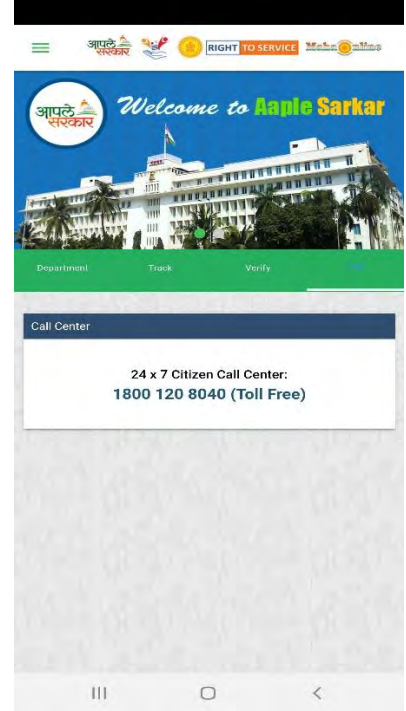 आपले सरकार RIGHT TO SERVICE MahaOnline
आपले सरकार Welcome to Aaple Sarkar
Department Track Verify
Call Center
24 x 7 Citizen Call Center:
1800 120 8040 (Toll Free)